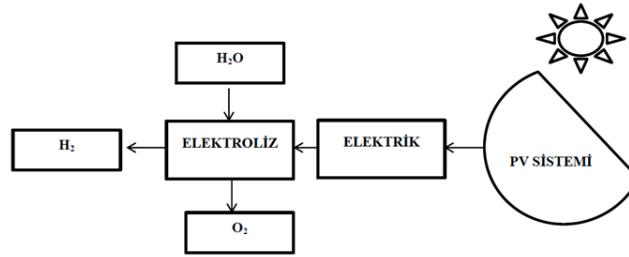 H₂O
H₂
ELEKTROLİZ
ELEKTRİK
PV SİSTEMİ
O₂